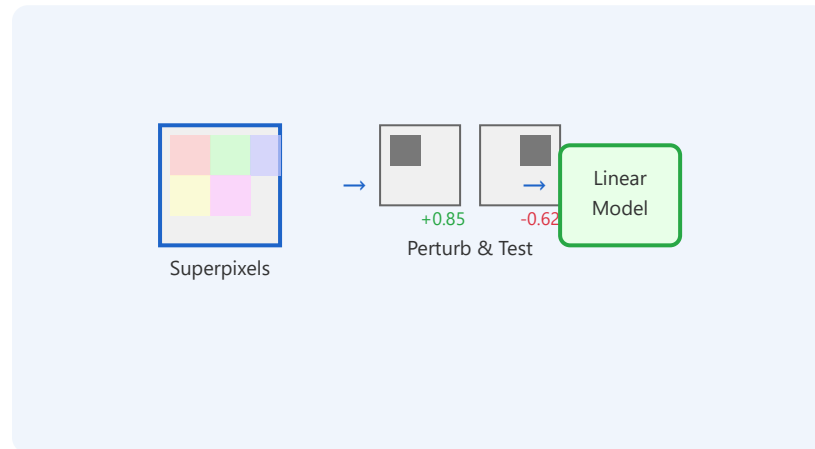 Superpixels
→
+0.85
-0.62
Perturb & Test
→
Linear
Model